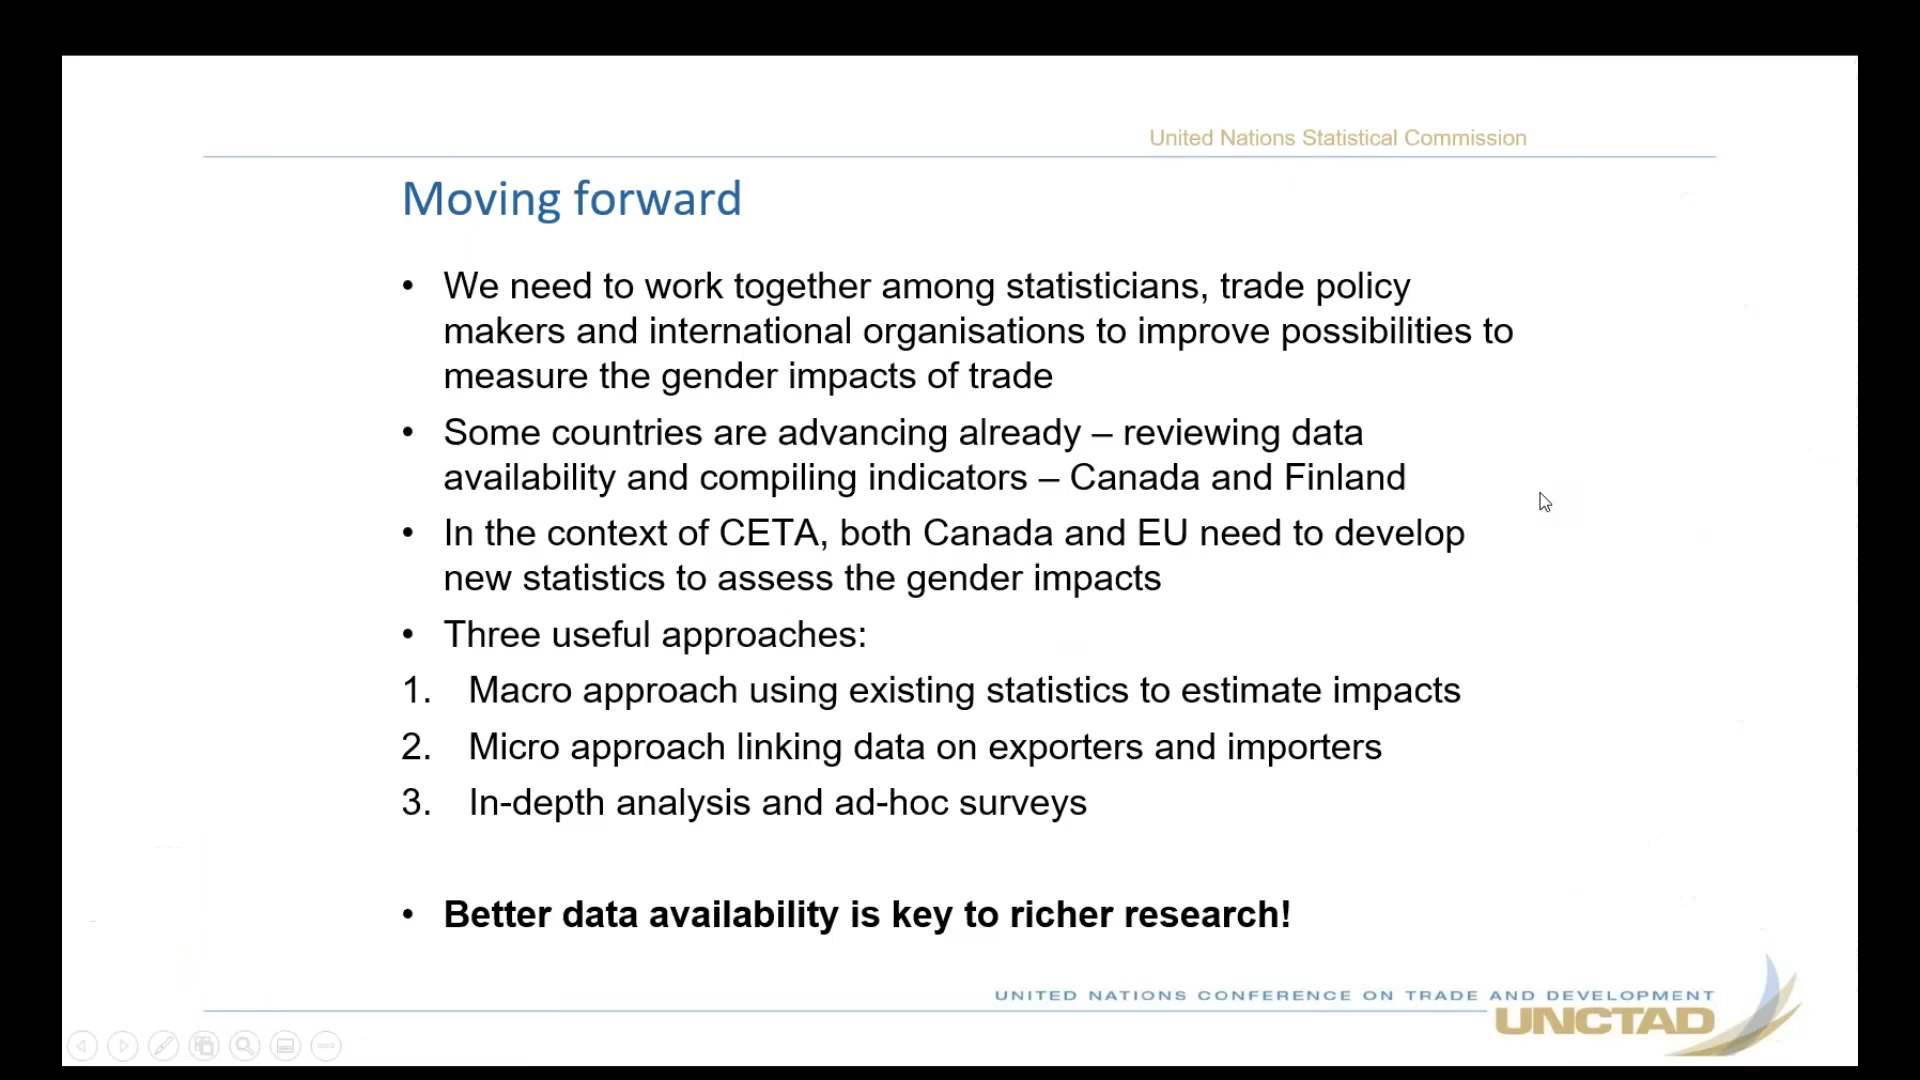 United Nations Statistical Commission
Moving forward
• We need to work together among statisticians, trade policy
makers and international organisations to improve possibilities to
measure the gender impacts of trade
• Some countries are advancing already – reviewing data
availability and compiling indicators – Canada and Finland
• In the context of CETA, both Canada and EU need to develop
new statistics to assess the gender impacts
• Three useful approaches:
1. Macro approach using existing statistics to estimate impacts
2. Micro approach linking data on exporters and importers
3. In-depth analysis and ad-hoc surveys
• Better data availability is key to richer research!
UNITED NATIONS CONFERENCE ON TRADE AND DEVELOPMENT
UNCTAD